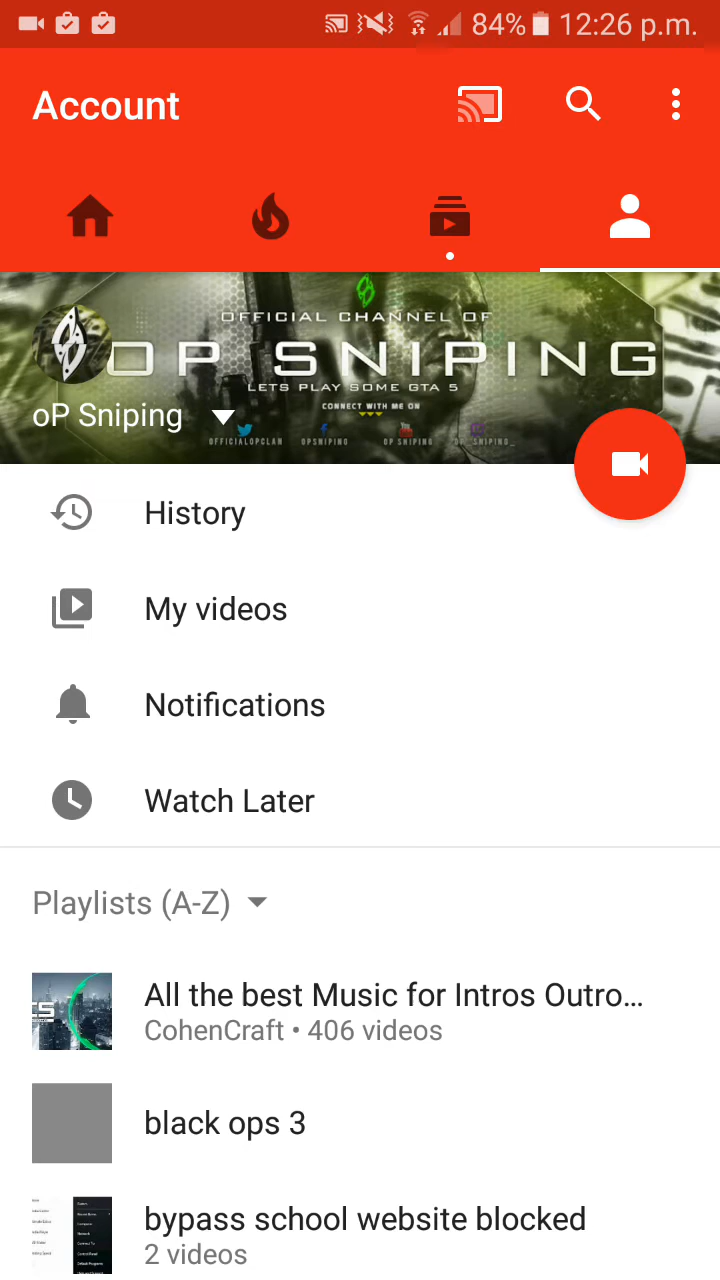 84% 12:26 p.m.
Account
OFFICIAL CHANNEL OF
OP SNIPING
LETS PLAY SOME GTA 5
CONNECT WITH ME ON
oP Sniping
OFFICIALOPCLAN OPSNIPING OP SNIPING OP_SNIPING_
History
My videos
Notifications
Watch Later
Playlists (A-Z)
All the best Music for Intros Outro...
CohenCraft • 406 videos
black ops 3
bypass school website blocked
2 videos